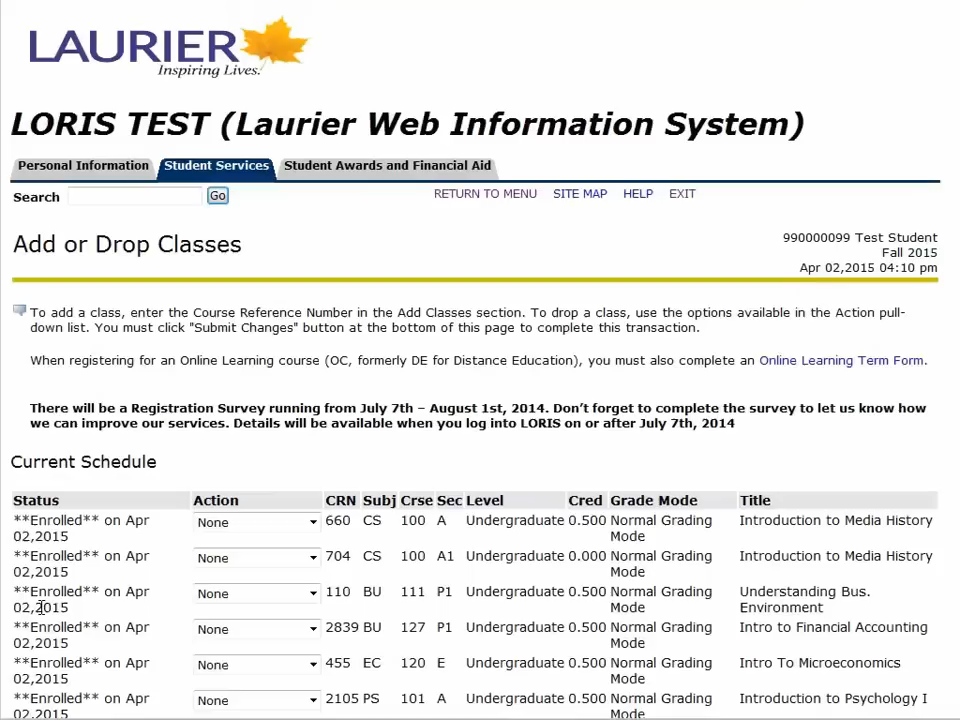 LAURIER
Inspiring Lives.
LORIS TEST (Laurier Web Information System)
Personal Information Student Services Student Awards and Financial Aid
Search Go RETURN TO MENU SITE MAP HELP EXIT
Add or Drop Classes
990000099 Test Student
Fall 2015
Apr 02,2015 04:10 pm
To add a class, enter the Course Reference Number in the Add Classes section. To drop a class, use the options available in the Action pull-
down list. You must click "Submit Changes" button at the bottom of this page to complete this transaction.
When registering for an Online Learning course (OC, formerly DE for Distance Education), you must also complete an Online Learning Term Form.
There will be a Registration Survey running from July 7th – August 1st, 2014. Don't forget to complete the survey to let us know how
we can improve our services. Details will be available when you log into LORIS on or after July 7th, 2014
Current Schedule
Status Action CRN Subj Crse Sec Level Cred Grade Mode Title
**Enrolled** on Apr None 660 CS 100 A Undergraduate 0.500 Normal Grading Introduction to Media History
02,2015 Mode
**Enrolled** on Apr None 704 CS 100 A1 Undergraduate 0.000 Normal Grading Introduction to Media History
02,2015 Mode
**Enrolled** on Apr None 110 BU 111 P1 Undergraduate 0.500 Normal Grading Understanding Bus.
02,2015 Mode Environment
**Enrolled** on Apr None 2839 BU 127 P1 Undergraduate 0.500 Normal Grading Intro to Financial Accounting
02,2015 Mode
**Enrolled** on Apr None 455 EC 120 E Undergraduate 0.500 Normal Grading Intro To Microeconomics
02,2015 Mode
**Enrolled** on Apr None 2105 PS 101 A Undergraduate 0.500 Normal Grading Introduction to Psychology I
02,2015 Mode